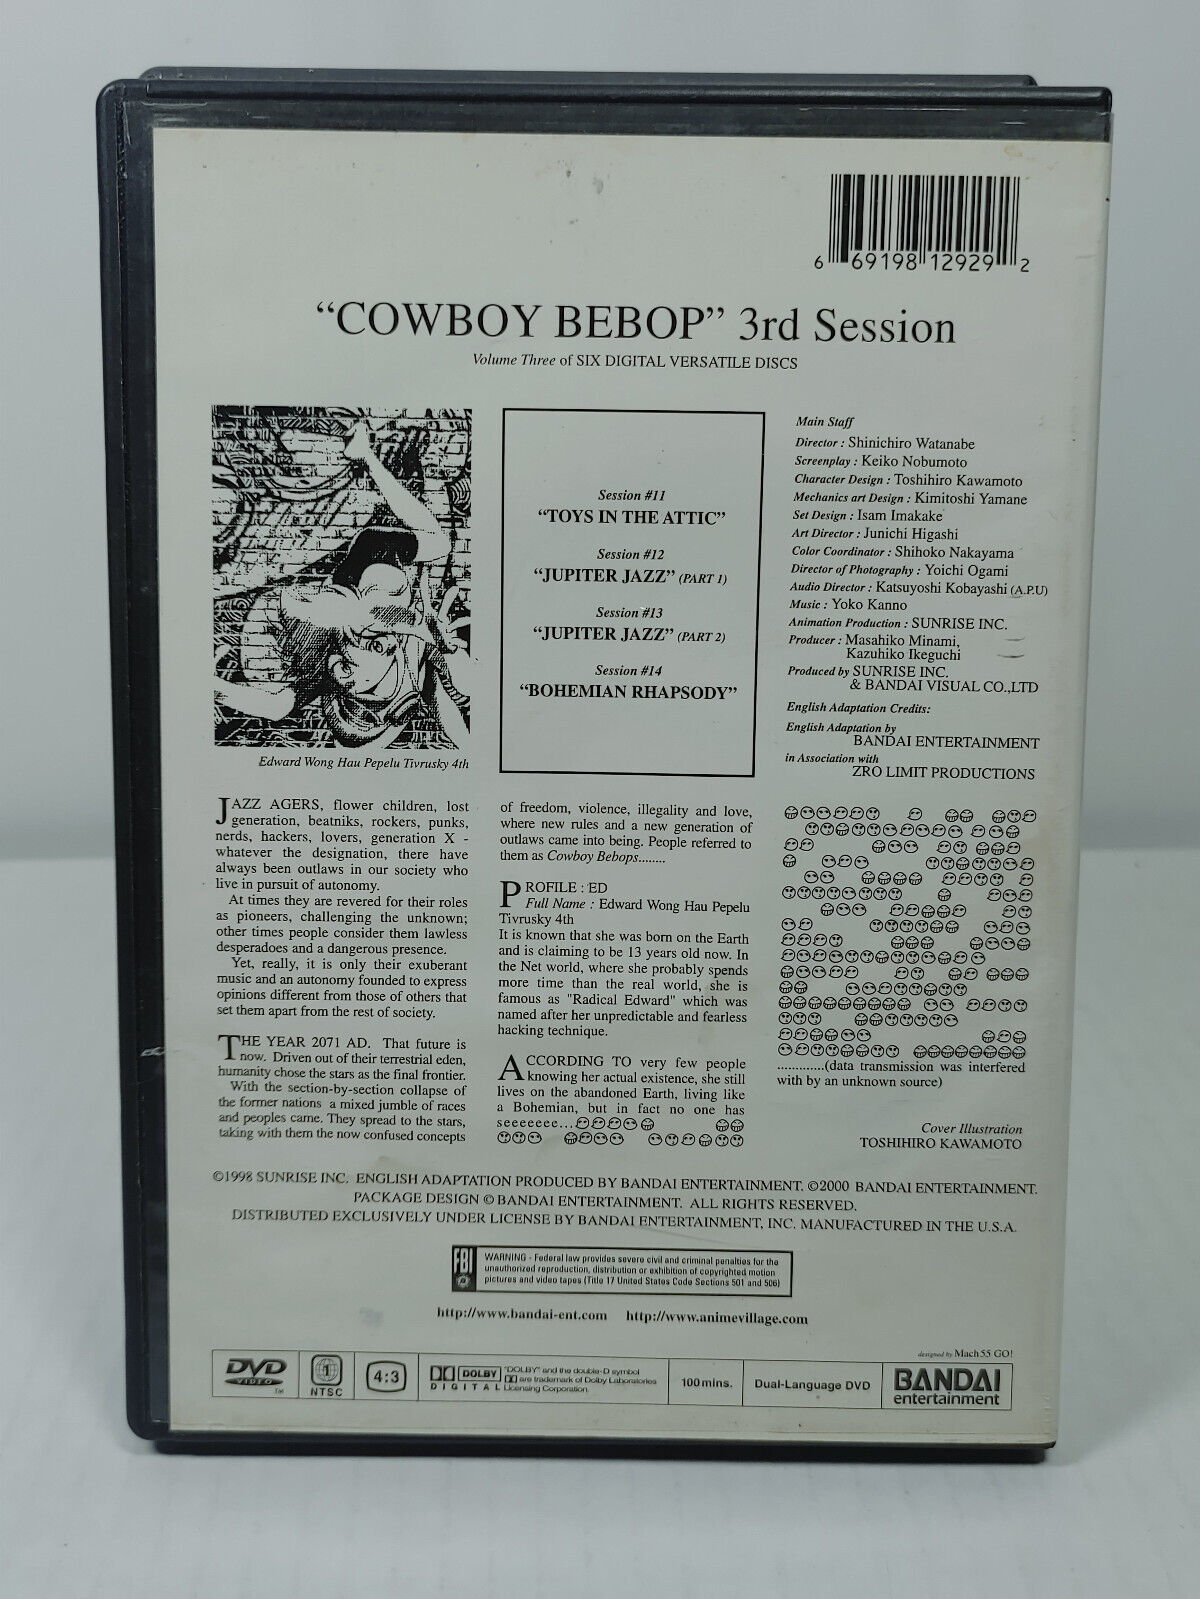 6 69198 12929 2
“COWBOY BEBOP” 3rd Session
Volume Three of SIX DIGITAL VERSATILE DISCS
Edward Wong Hau Pepelu Tivrusky 4th
Session #11
“TOYS IN THE ATTIC”
Session #12
“JUPITER JAZZ” (PART 1)
Session #13
“JUPITER JAZZ” (PART 2)
Session #14
“BOHEMIAN RHAPSODY”
Main Staff
Director : Shinichiro Watanabe
Screenplay : Keiko Nobumoto
Character Design : Toshihiro Kawamoto
Mechanics art Design : Kimitoshi Yamane
Set Design : Isam Imakake
Art Director : Junichi Higashi
Color Coordinator : Shihoko Nakayama
Director of Photography : Yoichi Ogami
Audio Director : Katsuyoshi Kobayashi (A.P.U)
Music : Yoko Kanno
Animation Production : SUNRISE INC.
Producer : Masahiko Minami,
Kazuhiko Ikeguchi
Produced by SUNRISE INC.
& BANDAI VISUAL CO.,LTD
English Adaptation Credits:
English Adaptation by
BANDAI ENTERTAINMENT
in Association with
ZRO LIMIT PRODUCTIONS
JAZZ AGERS, flower children, lost
generation, beatniks, rockers, punks,
nerds, hackers, lovers, generation X -
whatever the designation, there have
always been outlaws in our society who
live in pursuit of autonomy.
At times they are revered for their roles
as pioneers, challenging the unknown;
other times people consider them lawless
desperadoes and a dangerous presence.
Yet, really, it is only their exuberant
music and an autonomy founded to express
opinions different from those of others that
set them apart from the rest of society.
THE YEAR 2071 AD. That future is
now. Driven out of their terrestrial eden,
humanity chose the stars as the final frontier.
With the section-by-section collapse of
the former nations a mixed jumble of races
and peoples came. They spread to the stars,
taking with them the now confused concepts
of freedom, violence, illegality and love,
where new rules and a new generation of
outlaws came into being. People referred to
them as Cowboy Bebops........
PROFILE : ED
Full Name : Edward Wong Hau Pepelu
Tivrusky 4th
It is known that she was born on the Earth
and is claiming to be 13 years old now. In
the Net world, where she probably spends
more time than the real world, she is
famous as "Radical Edward" which was
named after her unpredictable and fearless
hacking technique.
ACCORDING TO very few people
knowing her actual existence, she still
lives on the abandoned Earth, living like
a Bohemian, but in fact no one has
seeeeeee...
.............(data transmission was interfered
with by an unknown source)
Cover Illustration
TOSHIHIRO KAWAMOTO
©1998 SUNRISE INC. ENGLISH ADAPTATION PRODUCED BY BANDAI ENTERTAINMENT. ©2000 BANDAI ENTERTAINMENT.
PACKAGE DESIGN © BANDAI ENTERTAINMENT. ALL RIGHTS RESERVED.
DISTRIBUTED EXCLUSIVELY UNDER LICENSE BY BANDAI ENTERTAINMENT, INC. MANUFACTURED IN THE U.S.A.
FBI
WARNING - Federal law provides severe civil and criminal penalties for the
unauthorized reproduction, distribution or exhibition of copyrighted motion
pictures and video tapes (Title 17 United States Code Sections 501 and 506)
http://www.bandai-ent.com http://www.animevillage.com
designed by Mach55 GO!
DVD VIDEO TM
1 NTSC
4:3
DOLBY DIGITAL
"DOLBY" and the double-D symbol
are trademark of Dolby Laboratories
Licensing Corporation
100mins.
Dual-Language DVD
BANDAI
entertainment